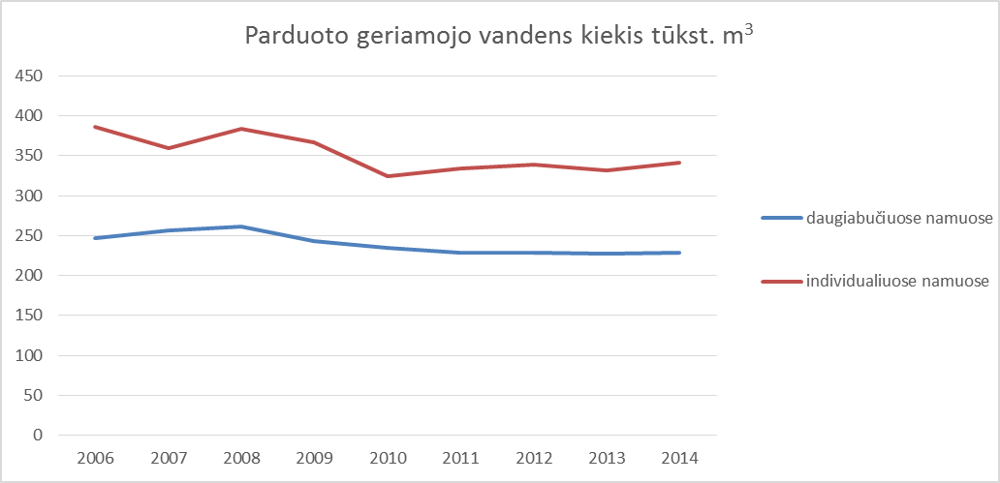 Parduoto geriamojo vandens kiekis tūkst. m³
450
400
350
300
250
200
150
100
50
0
2006 2007 2008 2009 2010 2011 2012 2013 2014
daugiabučiuose namuose
individualiuose namuose